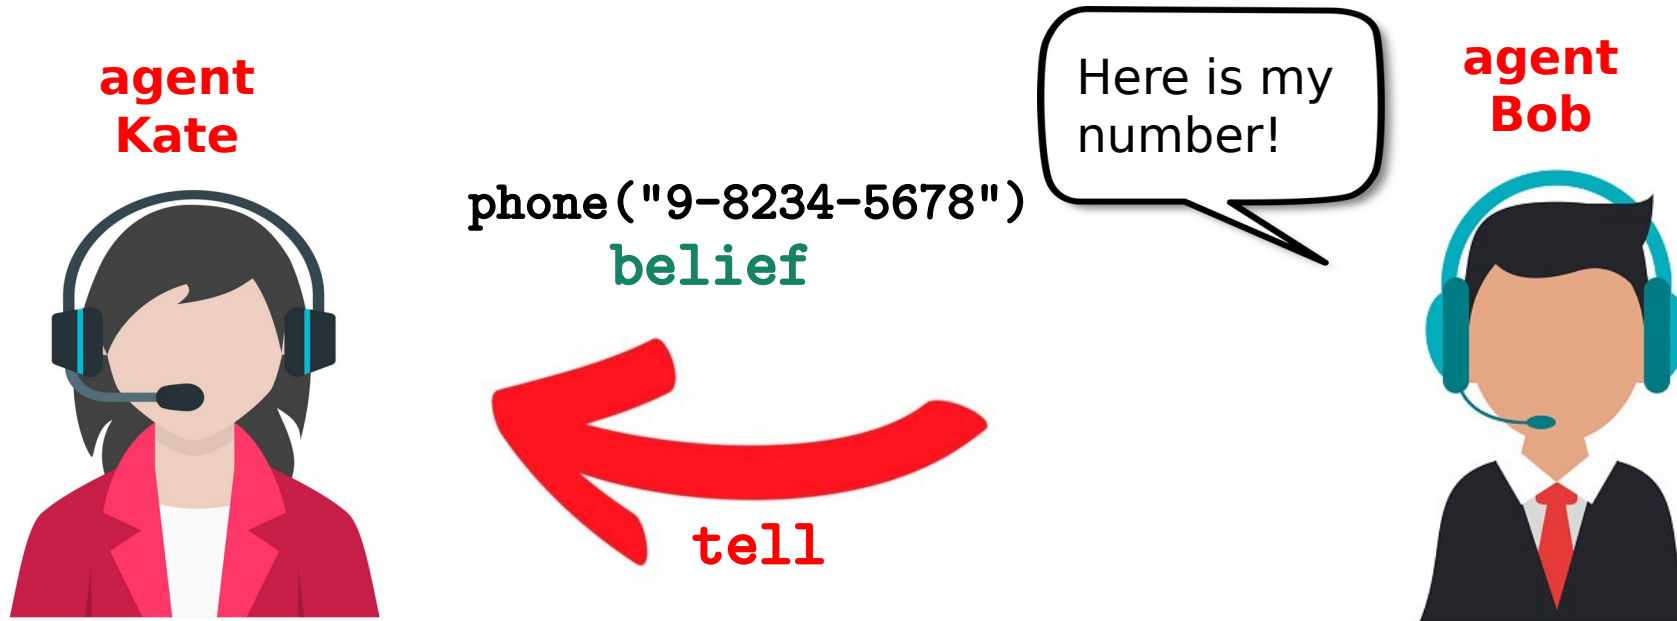 agent
Kate
phone("9-8234-5678")
belief
tell
Here is my
number!
agent
Bob